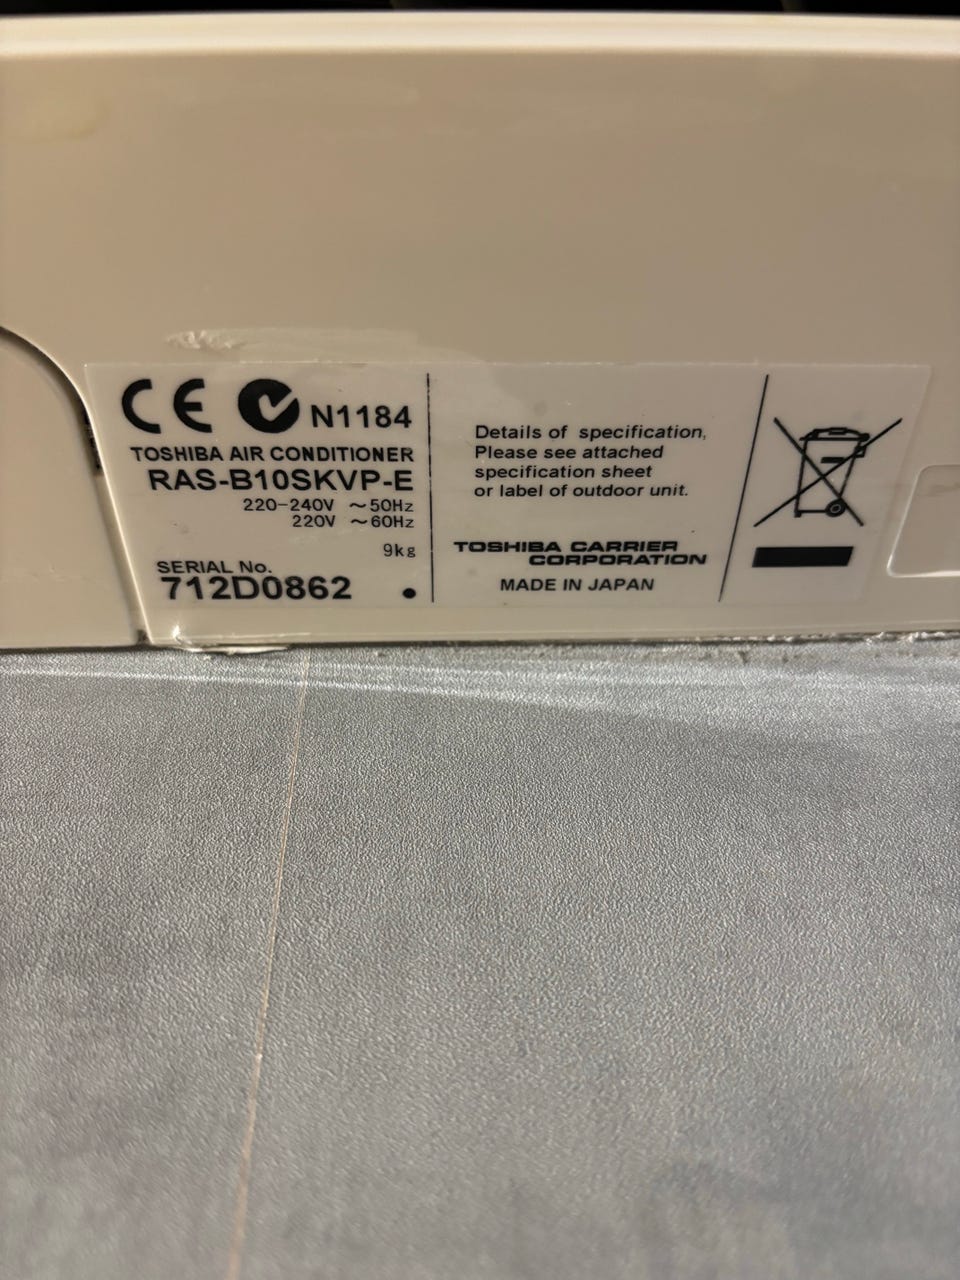 CE N1184
TOSHIBA AIR CONDITIONER
RAS-B10SKVP-E
220-240V ~50Hz
220V ~60Hz
9kg
SERIAL No.
712D0862
Details of specification,
Please see attached
specification sheet
or label of outdoor unit.
TOSHIBA CARRIER
CORPORATION
MADE IN JAPAN